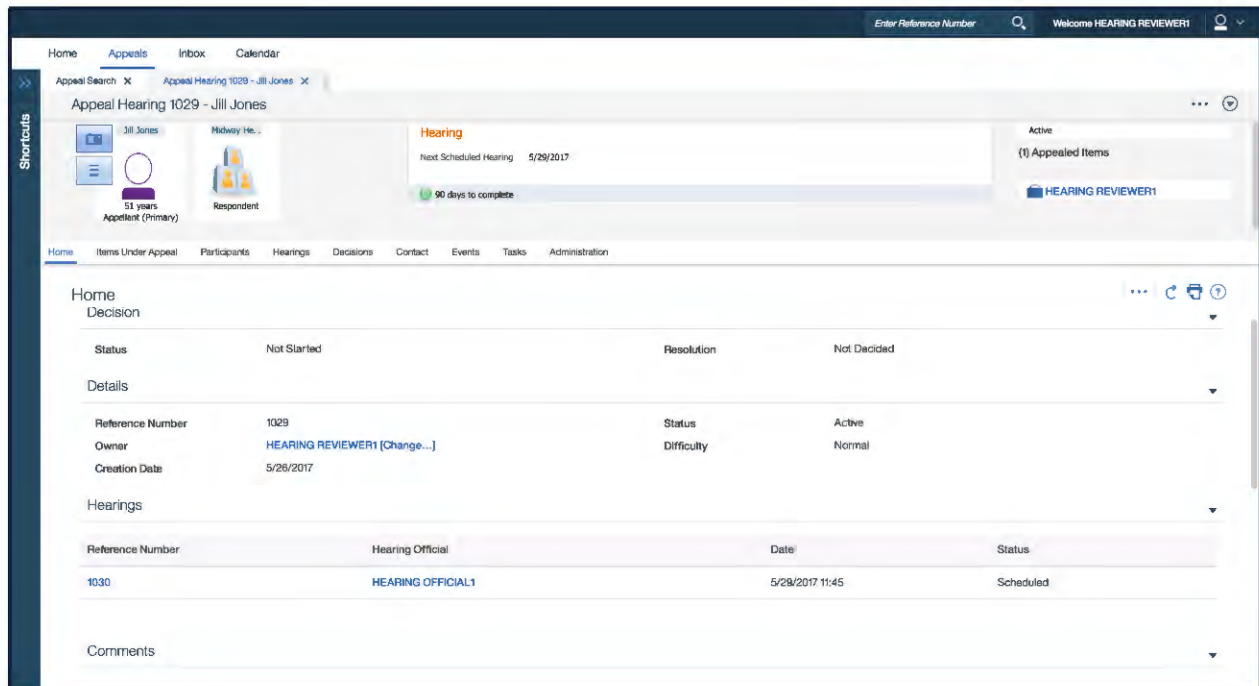 Enter Reference Number Welcome HEARING REVIEWER1
Home Appeals Inbox Calendar
Appeal Search X Appeal Hearing 1029 - Jill Jones X
Shortcuts
Appeal Hearing 1029 - Jill Jones
Jill Jones Midway He... Hearing Active
Next Scheduled Hearing 5/29/2017 (1) Appealed Items
90 days to complete HEARING REVIEWER1
51 years Respondent
Appellant (Primary)
Home Items Under Appeal Participants Hearings Decisions Contact Events Tasks Administration
Home
Decision
Status Not Started Resolution Not Decided
Details
Reference Number 1029 Status Active
Owner HEARING REVIEWER1 [Change...] Difficulty Normal
Creation Date 5/26/2017
Hearings
Reference Number Hearing Official Date Status
1030 HEARING OFFICIAL1 5/29/2017 11:45 Scheduled
Comments